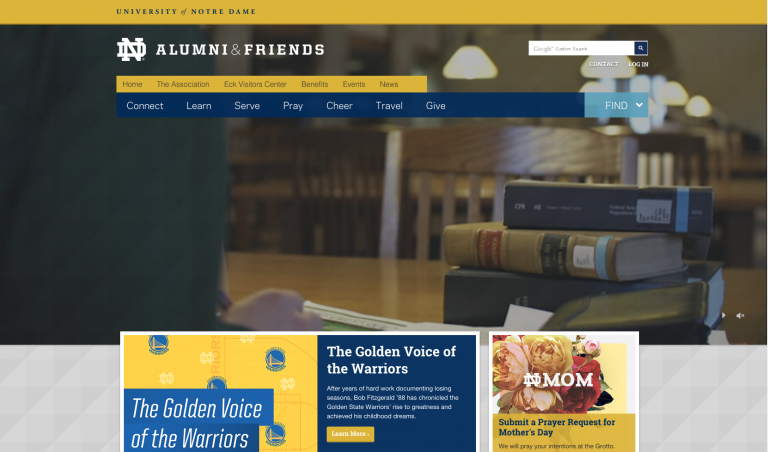 UNIVERSITY of NOTRE DAME
ND ALUMNI & FRIENDS
Google Custom Search
CONTACT LOG IN
Home The Association Eck Visitors Center Benefits Events News
Connect Learn Serve Pray Cheer Travel Give FIND
CFR 48
The Golden Voice
of the Warriors
The Golden Voice of
the Warriors
After years of hard work documenting losing
seasons, Bob Fitzgerald '88 has chronicled the
Golden State Warriors' rise to greatness and
achieved his childhood dreams.
Learn More ›
ND MOM
Submit a Prayer Request for
Mother's Day
We will pray your intentions at the Grotto.